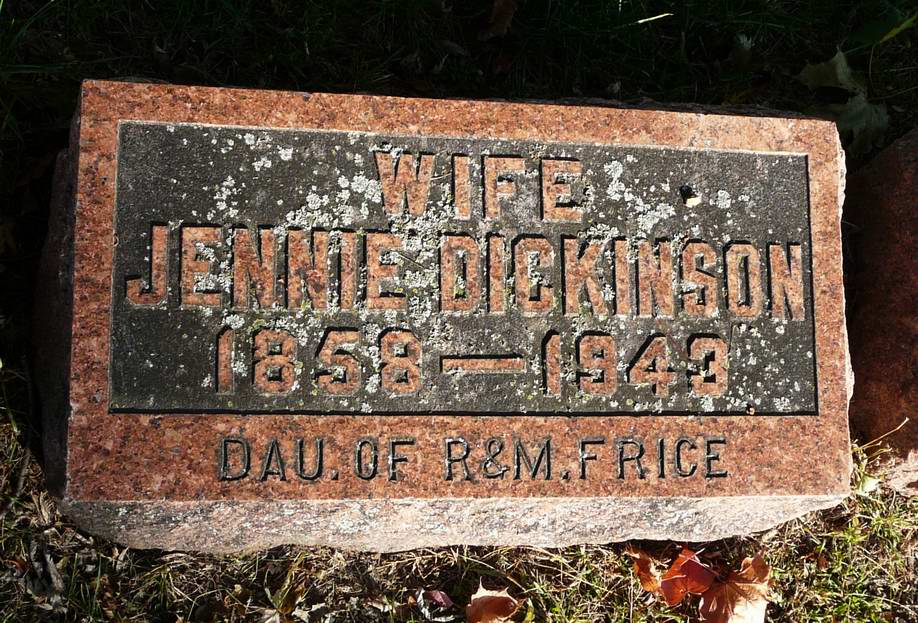 WIFE
JENNIE DICKINSON
1858 — 1943
DAU. OF R&M. FRICE